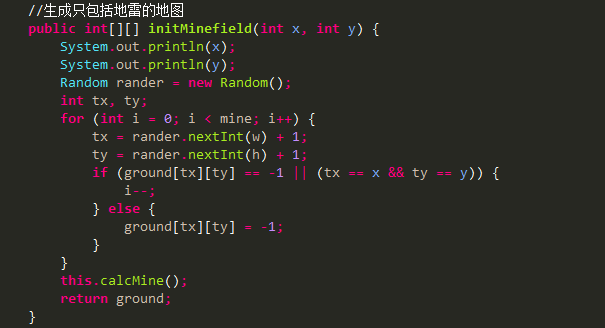 //生成只包括地雷的地图
public int[][] initMinefield(int x, int y) {
System.out.println(x);
System.out.println(y);
Random rander = new Random();
int tx, ty;
for (int i = 0; i < mine; i++) {
tx = rander.nextInt(w) + 1;
ty = rander.nextInt(h) + 1;
if (ground[tx][ty] == -1 || (tx == x && ty == y)) {
i--;
} else {
ground[tx][ty] = -1;
}
}
this.calcMine();
return ground;
}